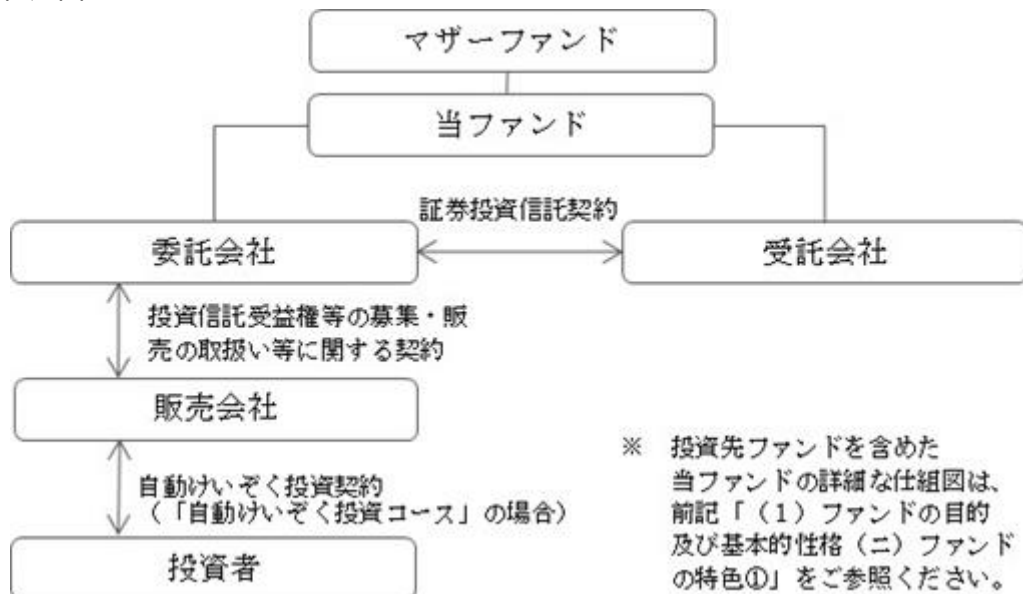 マザーファンド
当ファンド
証券投資信託契約
委託会社
受託会社
投資信託受益権等の募集・販
売の取扱い等に関する契約
販売会社
自動けいぞく投資契約
（「自動けいぞく投資コース」の場合）
投資者
※ 投資先ファンドを含めた
当ファンドの詳細な仕組図は、
前記「（１）ファンドの目的
及び基本的性格（ニ）ファンド
の特色①」をご参照ください。